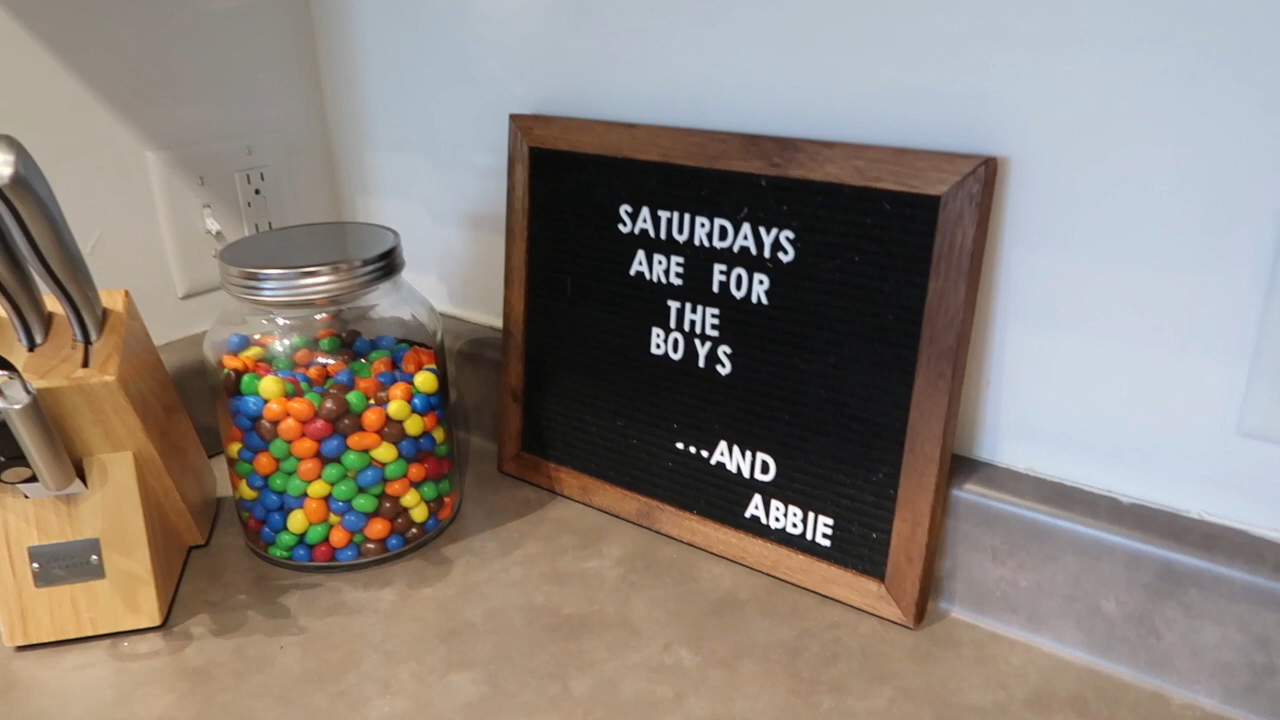 SATURDAYS
ARE FOR
THE
BOYS
...AND
ABBIE